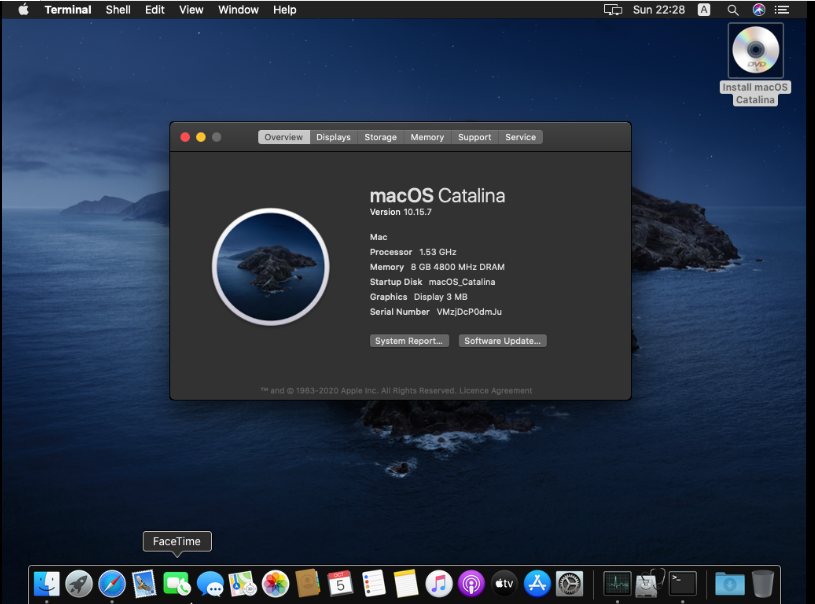 Terminal Shell Edit View Window Help Sun 22:28 A
DVD
Install macOS
Catalina
Overview Displays Storage Memory Support Service
macOS Catalina
Version 10.15.7
Mac
Processor 1.53 GHz
Memory 8 GB 4800 MHz DRAM
Startup Disk macOS_Catalina
Graphics Display 3 MB
Serial Number VMzjDcP0dmJu
System Report... Software Update...
™ and © 1983-2020 Apple Inc. All Rights Reserved. Licence Agreement
FaceTime
OCT
5
tv
>_